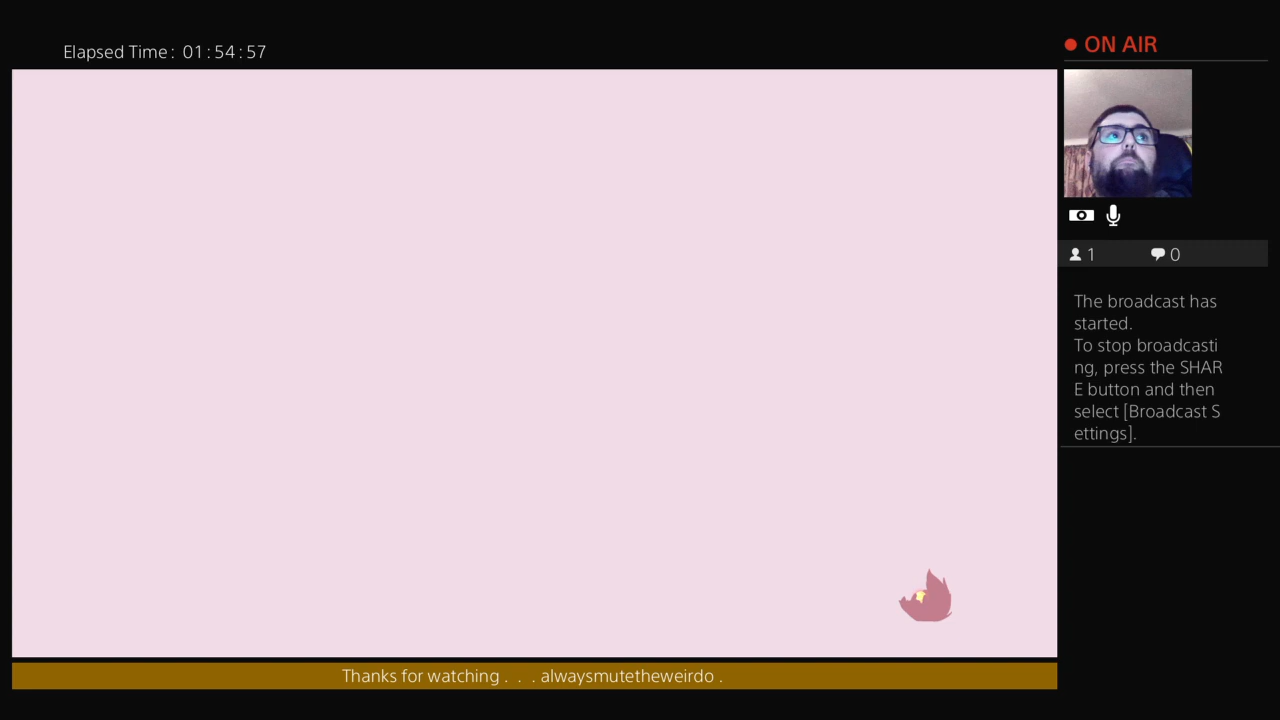 Elapsed Time: 01:54:57
ON AIR
1
0
The broadcast has
started.
To stop broadcasti
ng, press the SHAR
E button and then
select [Broadcast S
ettings].
Thanks for watching . . . alwaysmutetheweirdo .